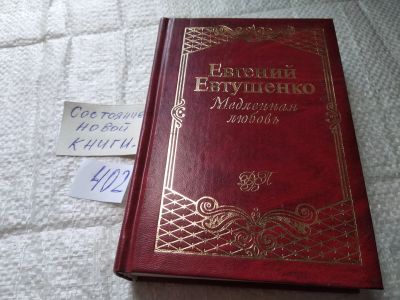 Состояние
новой
книги.
402
Евгений
Евтушенко
Медленная
любовь